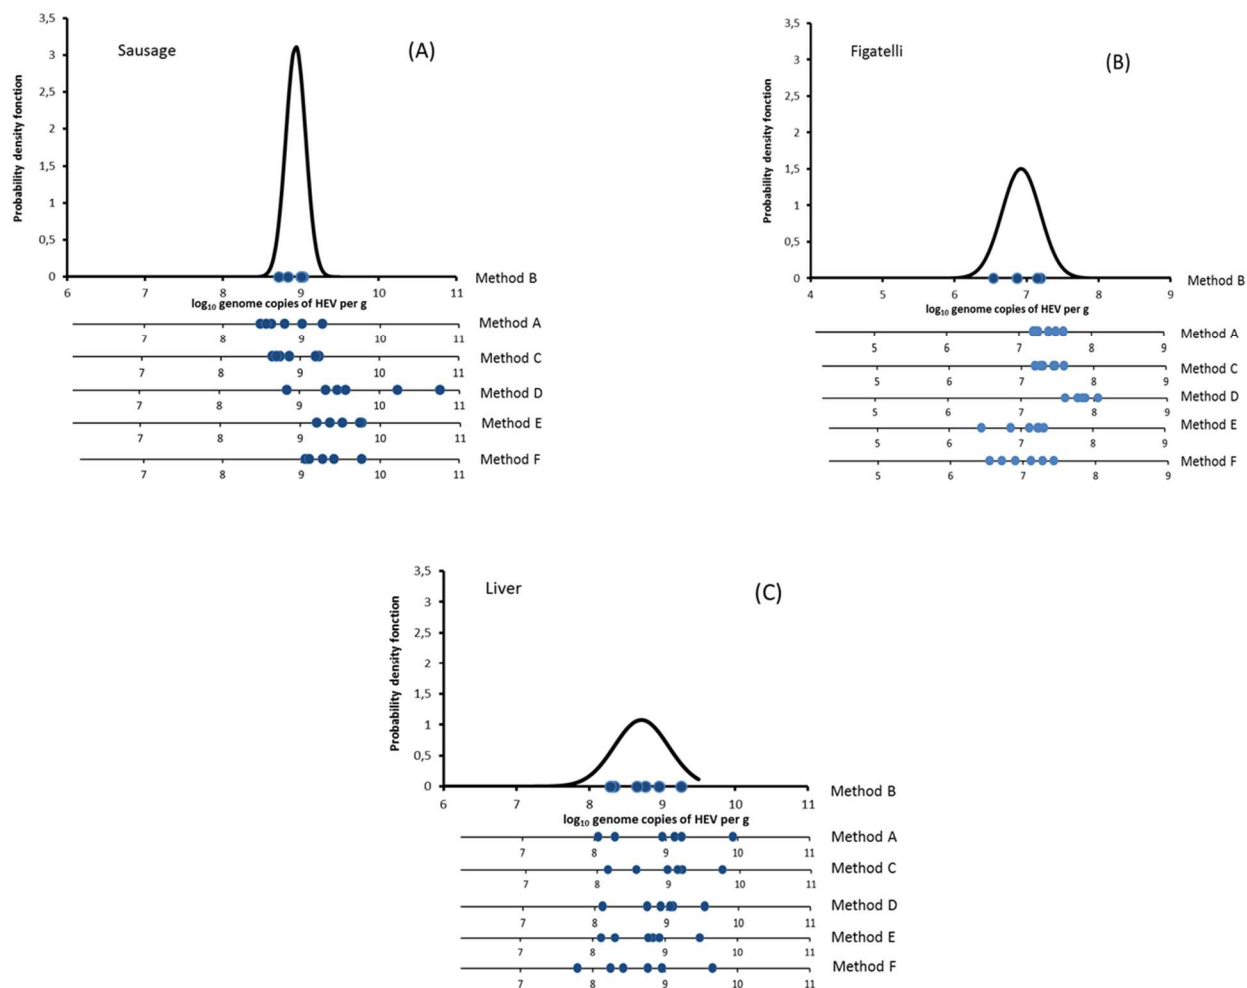 Sausage
(A)
Probability density fonction
3,5
3
2,5
2
1,5
1
0,5
0
6 7 8 9 10 11
Method B
log10 genome copies of HEV per g
Method A
7 8 9 10 11
Method C
7 8 9 10 11
Method D
7 8 9 10 11
Method E
7 8 9 10 11
Method F
7 8 9 10 11
Figatelli
(B)
Probability density fonction
3,5
3
2,5
2
1,5
1
0,5
0
4 5 6 7 8 9
Method B
log10 genome copies of HEV per g
Method A
5 6 7 8 9
Method C
5 6 7 8 9
Method D
5 6 7 8 9
Method E
5 6 7 8 9
Method F
5 6 7 8 9
Liver
(C)
Probability density fonction
3,5
3
2,5
2
1,5
1
0,5
0
6 7 8 9 10 11
Method B
log10 genome copies of HEV per g
Method A
7 8 9 10 11
Method C
7 8 9 10 11
Method D
7 8 9 10 11
Method E
7 8 9 10 11
Method F
7 8 9 10 11